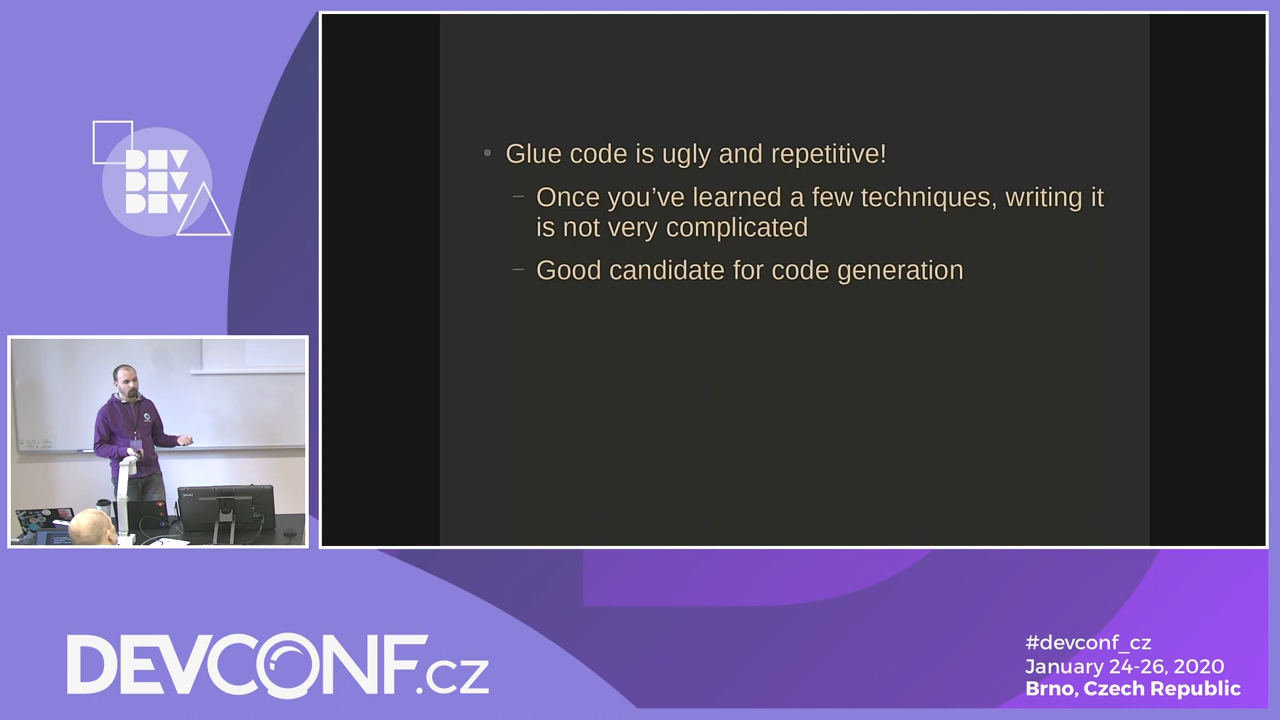 DEV
DEV
DEV
Glue code is ugly and repetitive!
Once you’ve learned a few techniques, writing it
is not very complicated
Good candidate for code generation
DEVCONF.cz
#devconf_cz
January 24-26, 2020
Brno, Czech Republic